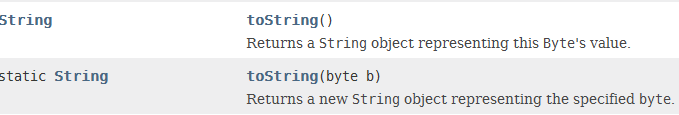 String toString()
Returns a String object representing this Byte's value.
static String toString(byte b)
Returns a new String object representing the specified byte.